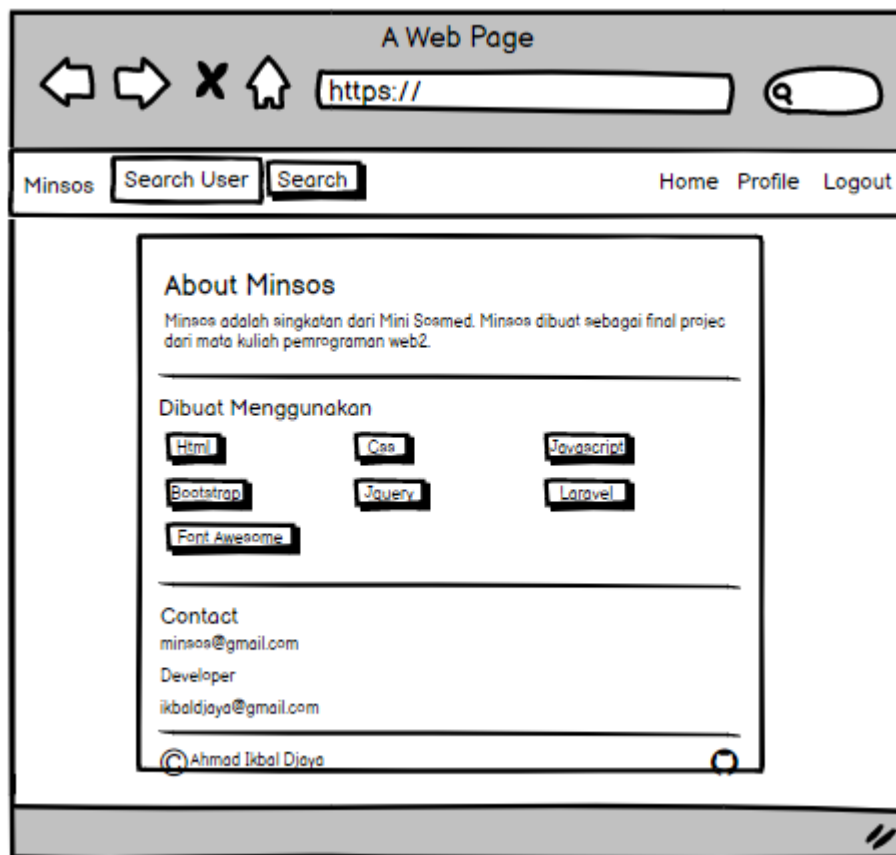 A Web Page
https://
Minsos Search User Search Home Profile Logout
About Minsos
Minsos adalah singkatan dari Mini Sosmed. Minsos dibuat sebagai final projec
dari mata kuliah pemrograman web2.
Dibuat Menggunakan
Html Css Javascript
Bootstrap Jquery Laravel
Font Awesome
Contact
minsos@gmail.com
Developer
ikbaldjaya@gmail.com
© Ahmad Ikbal Djaya